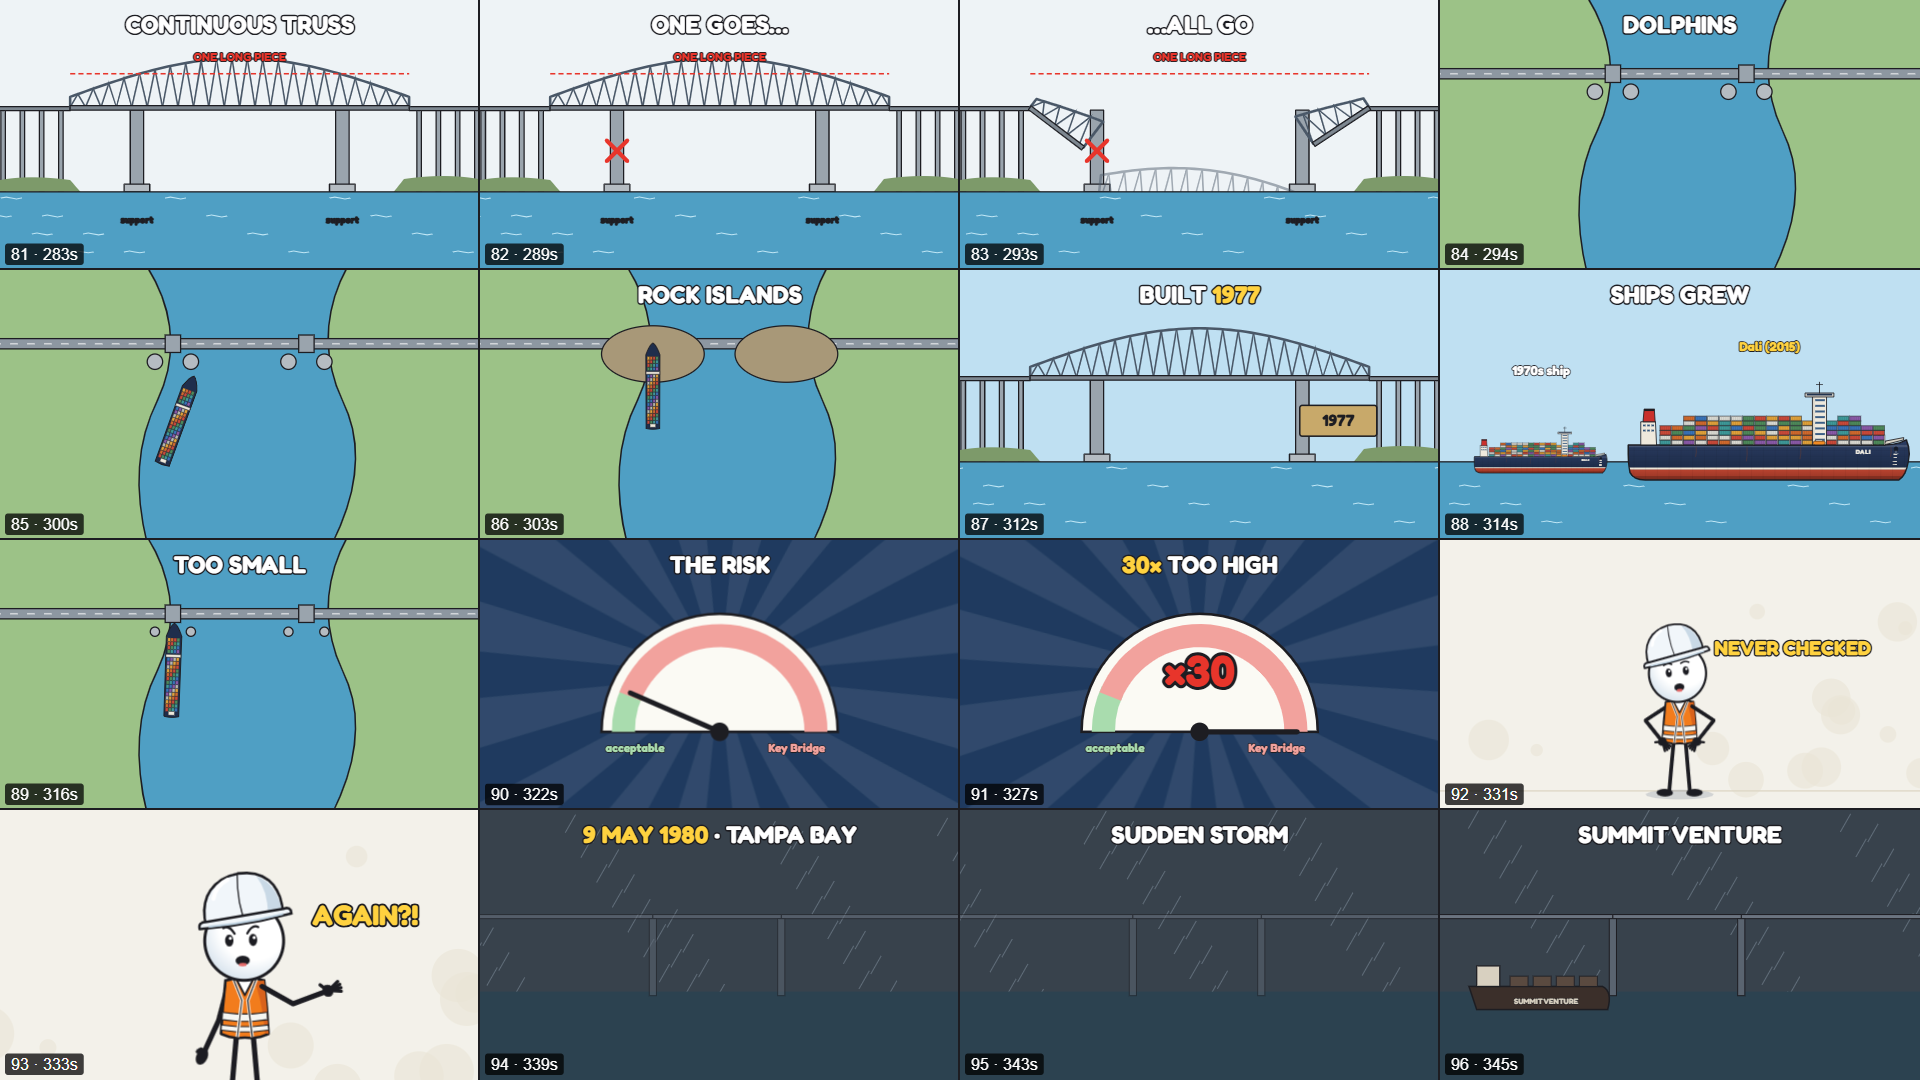 CONTINUOUS TRUSS
ONE LONG PIECE
support
support
81 · 283s
ONE GOES...
ONE LONG PIECE
support
support
82 · 289s
...ALL GO
ONE LONG PIECE
support
support
83 · 293s
DOLPHINS
84 · 294s
85 · 300s
ROCK ISLANDS
86 · 303s
BUILT 1977
1977
87 · 312s
SHIPS GREW
Dali (2015)
1970s ship
DALI
DALI
88 · 314s
TOO SMALL
89 · 316s
THE RISK
acceptable
Key Bridge
90 · 322s
30x TOO HIGH
x30
acceptable
Key Bridge
91 · 327s
NEVER CHECKED
92 · 331s
AGAIN?!
93 · 333s
9 MAY 1980 · TAMPA BAY
94 · 339s
SUDDEN STORM
95 · 343s
SUMMIT VENTURE
SUMMIT VENTURE
96 · 345s